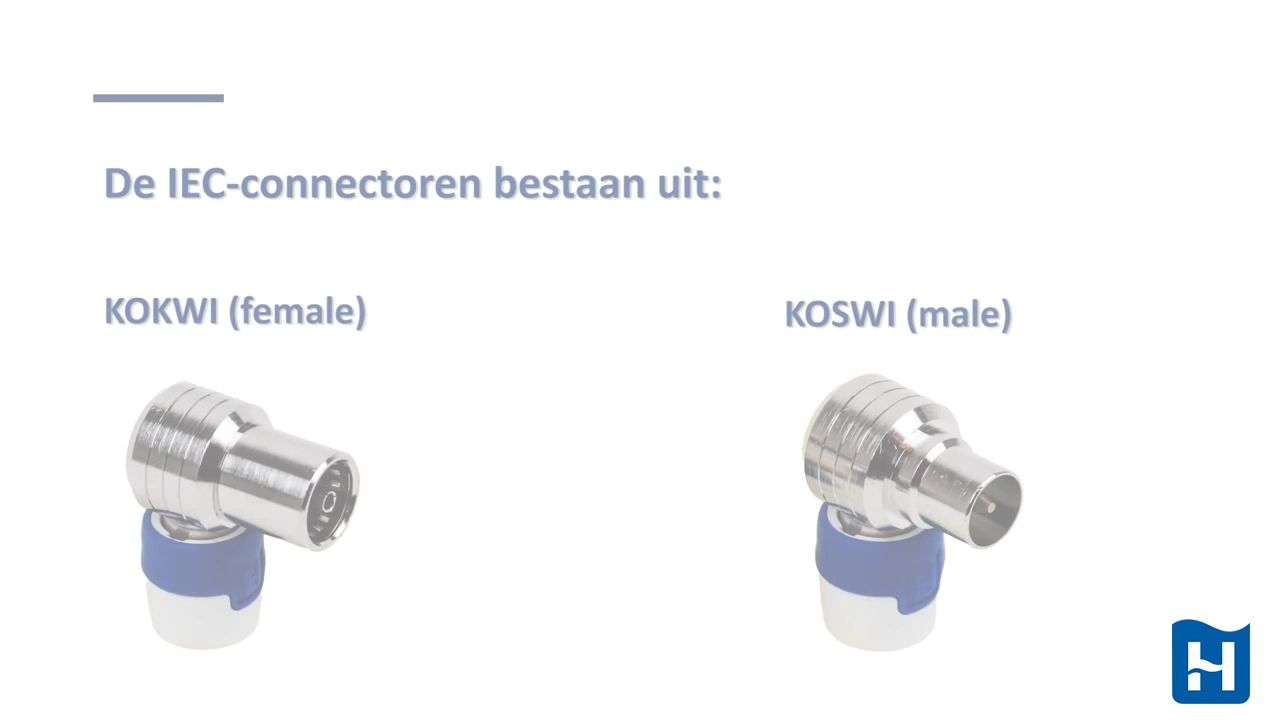 De IEC-connectoren bestaan uit:
KOKWI (female)
KOSWI (male)
H